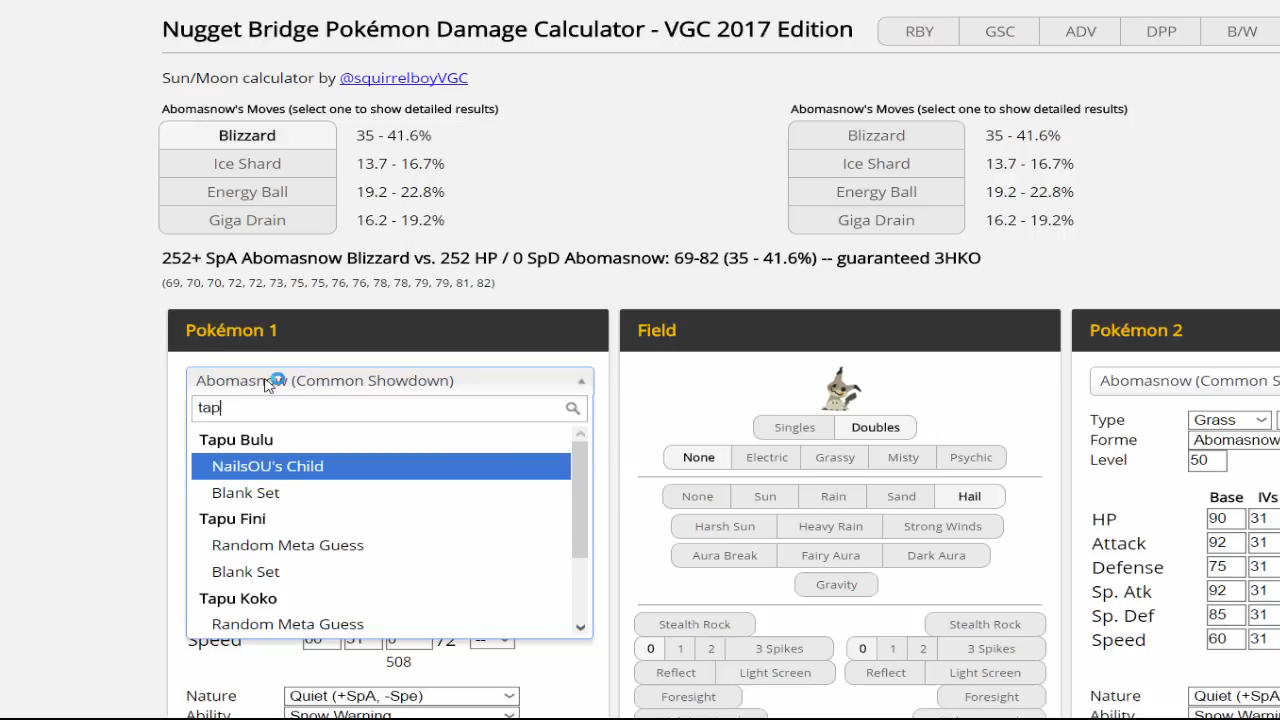 Nugget Bridge Pokémon Damage Calculator - VGC 2017 Edition RBY GSC ADV DPP B/W
Sun/Moon calculator by @squirrelboyVGC
Abomasnow's Moves (select one to show detailed results) Abomasnow's Moves (select one to show detailed results)
Blizzard 35 - 41.6% Blizzard 35 - 41.6%
Ice Shard 13.7 - 16.7% Ice Shard 13.7 - 16.7%
Energy Ball 19.2 - 22.8% Energy Ball 19.2 - 22.8%
Giga Drain 16.2 - 19.2% Giga Drain 16.2 - 19.2%
252+ SpA Abomasnow Blizzard vs. 252 HP / 0 SpD Abomasnow: 69-82 (35 - 41.6%) -- guaranteed 3HKO
(69, 70, 70, 72, 72, 73, 75, 75, 76, 76, 78, 78, 79, 79, 81, 82)
Pokémon 1
Abomasnow (Common Showdown)
tap
Tapu Bulu
NailsOU's Child
Blank Set
Tapu Fini
Random Meta Guess
Blank Set
Tapu Koko
Random Meta Guess
Speed 72 --
508
Nature Quiet (+SpA, -Spe)
Ability Snow Warning
Field
Singles Doubles
None Electric Grassy Misty Psychic
None Sun Rain Sand Hail
Harsh Sun Heavy Rain Strong Winds
Aura Break Fairy Aura Dark Aura
Gravity
Stealth Rock Stealth Rock
0 1 2 3 Spikes 0 1 2 3 Spikes
Reflect Light Screen Reflect Light Screen
Foresight Foresight
Pokémon 2
Abomasnow (Common S
Type Grass
Forme Abomasnow
Level 50
Base IVs
HP 90 31
Attack 92 31
Defense 75 31
Sp. Atk 92 31
Sp. Def 85 31
Speed 60 31
Nature Quiet (+SpA
Ability Snow Warni